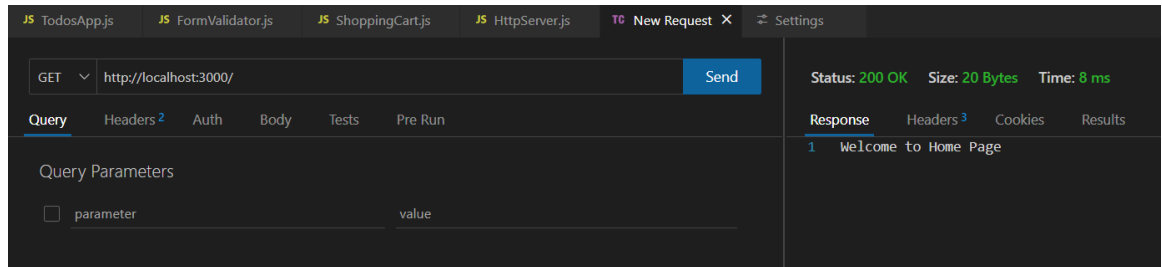 JS TodosApp.js JS FormValidator.js JS ShoppingCart.js JS HttpServer.js TC New Request × Settings
GET http://localhost:3000/ Send
Status: 200 OK Size: 20 Bytes Time: 8 ms
Query Headers 2 Auth Body Tests Pre Run
Response Headers 3 Cookies Results
1 Welcome to Home Page
Query Parameters
parameter value